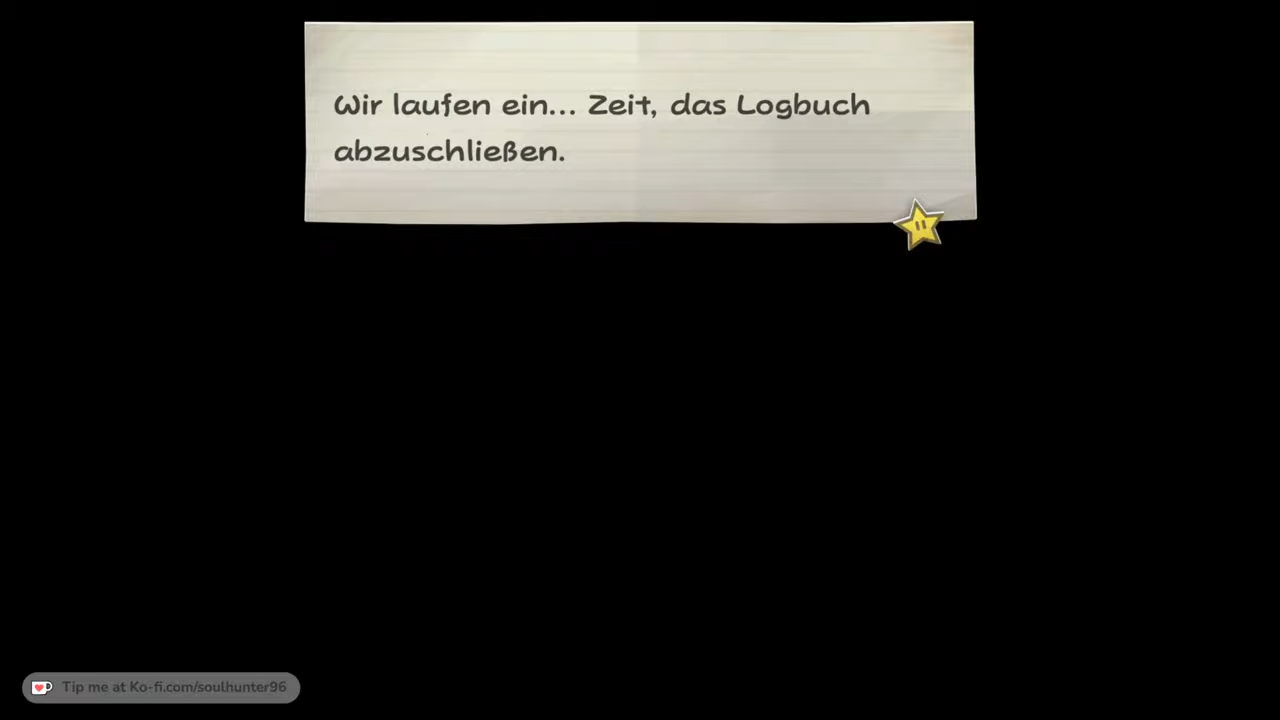 Wir laufen ein... Zeit, das Logbuch
abzuschließen.
Tip me at Ko-fi.com/soulhunter96